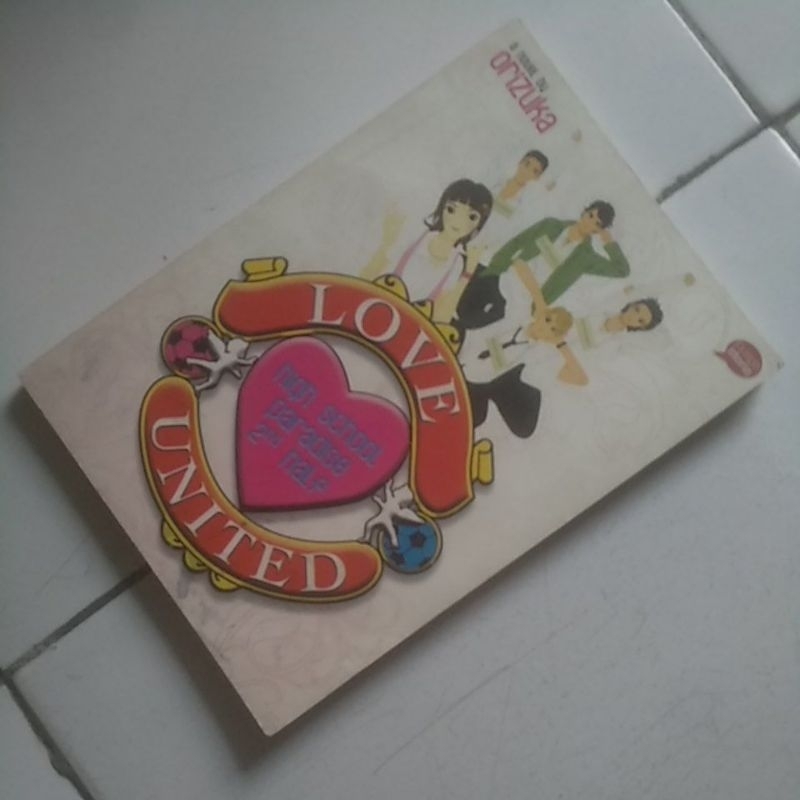 a novel by
orizuka
LOVE
high school
paradise
2nd half
UNITED